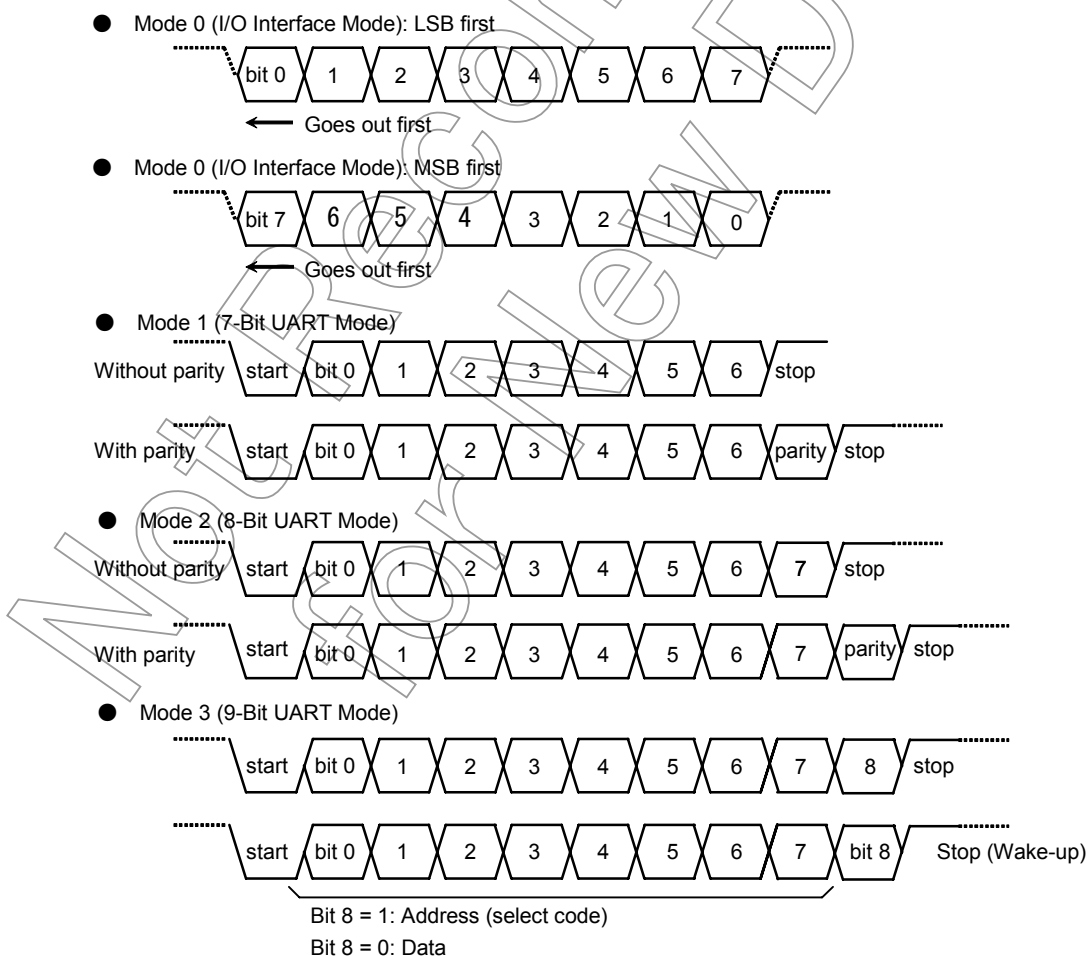 ● Mode 0 (I/O Interface Mode): LSB first
bit 0 1 2 3 4 5 6 7
← Goes out first
● Mode 0 (I/O Interface Mode): MSB first
bit 7 6 5 4 3 2 1 0
← Goes out first
● Mode 1 (7-Bit UART Mode)
Without parity start bit 0 1 2 3 4 5 6 stop
With parity start bit 0 1 2 3 4 5 6 parity stop
● Mode 2 (8-Bit UART Mode)
Without parity start bit 0 1 2 3 4 5 6 7 stop
With parity start bit 0 1 2 3 4 5 6 7 parity stop
● Mode 3 (9-Bit UART Mode)
start bit 0 1 2 3 4 5 6 7 8 stop
start bit 0 1 2 3 4 5 6 7 bit 8 Stop (Wake-up)
Bit 8 = 1: Address (select code)
Bit 8 = 0: Data
Not Reco
for New D